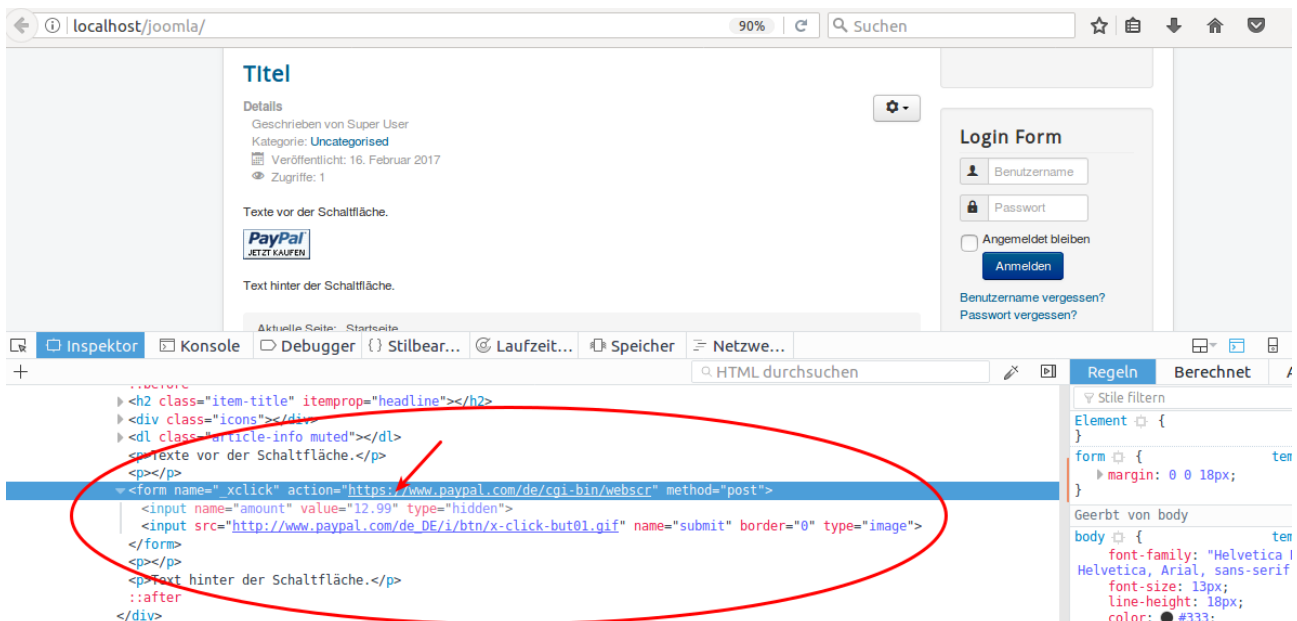 localhost/joomla/
90%
Suchen
TItel
Details
Geschrieben von Super User
Kategorie: Uncategorised
Veröffentlicht: 16. Februar 2017
Zugriffe: 1
Texte vor der Schaltfläche.
PayPal
JETZT KAUFEN
Text hinter der Schaltfläche.
Aktuelle Seite: Startseite
Login Form
Benutzername
Passwort
Angemeldet bleiben
Anmelden
Benutzername vergessen?
Passwort vergessen?
Inspektor
Konsole
Debugger
{} Stilbear...
Laufzeit...
Speicher
Netzwe...
+
HTML durchsuchen
Regeln
Berechnet
::before
<h2 class="item-title" itemprop="headline"></h2>
<div class="icons"></div>
<dl class="article-info muted"></dl>
<p>Texte vor der Schaltfläche.</p>
<p></p>
<form name="_xclick" action="https://www.paypal.com/de/cgi-bin/webscr" method="post">
<input name="amount" value="12.99" type="hidden">
<input src="http://www.paypal.com/de_DE/i/btn/x-click-but01.gif" name="submit" border="0" type="image">
</form>
<p></p>
<p>Text hinter der Schaltfläche.</p>
::after
</div>
Stile filtern
Element {
}
form { tem
margin: 0 0 18px;
}
Geerbt von body
body { tem
font-family: "Helvetica
Helvetica, Arial, sans-serif
font-size: 13px;
line-height: 18px;
color: #333;